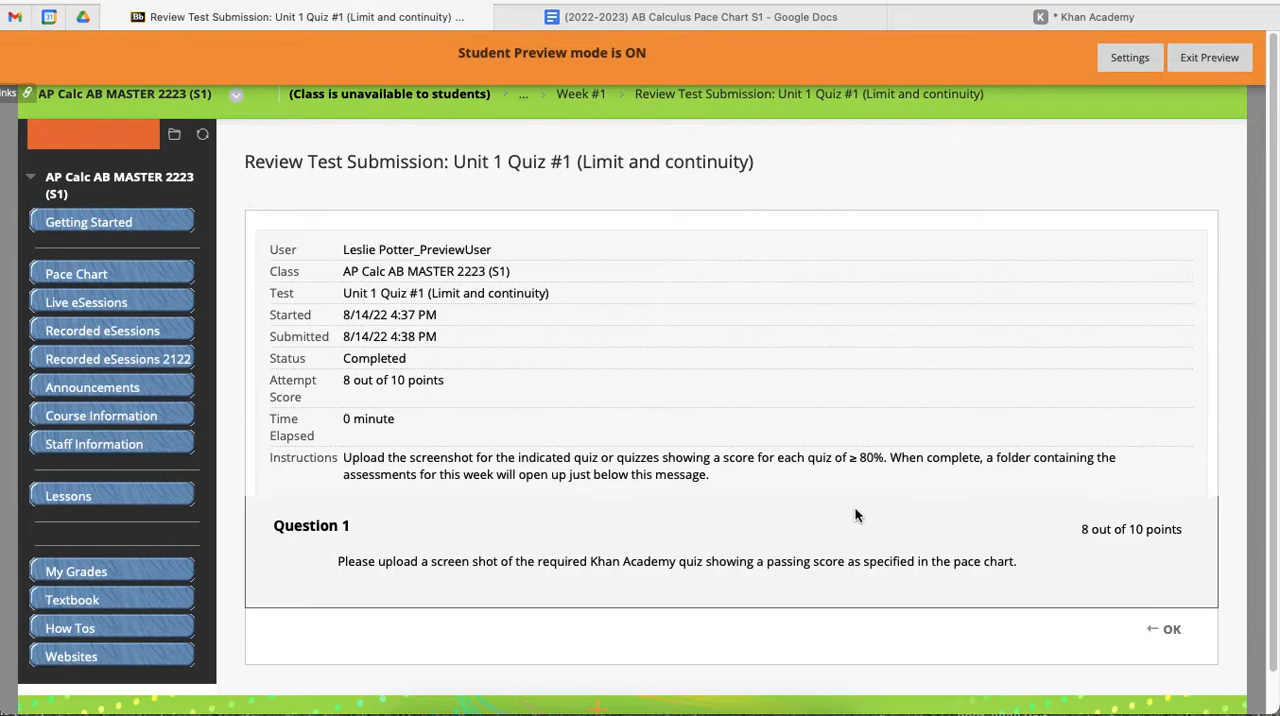 Bb Review Test Submission: Unit 1 Quiz #1 (Limit and continuity) ...
(2022-2023) AB Calculus Pace Chart S1 - Google Docs
K * Khan Academy
Student Preview mode is ON
Settings
Exit Preview
inks
AP Calc AB MASTER 2223 (S1)
(Class is unavailable to students) > ... > Week #1 > Review Test Submission: Unit 1 Quiz #1 (Limit and continuity)
AP Calc AB MASTER 2223
(S1)
Getting Started
Pace Chart
Live eSessions
Recorded eSessions
Recorded eSessions 2122
Announcements
Course Information
Staff Information
Lessons
My Grades
Textbook
How Tos
Websites
Review Test Submission: Unit 1 Quiz #1 (Limit and continuity)
User Leslie Potter_PreviewUser
Class AP Calc AB MASTER 2223 (S1)
Test Unit 1 Quiz #1 (Limit and continuity)
Started 8/14/22 4:37 PM
Submitted 8/14/22 4:38 PM
Status Completed
Attempt 8 out of 10 points
Score
Time 0 minute
Elapsed
Instructions Upload the screenshot for the indicated quiz or quizzes showing a score for each quiz of ≥ 80%. When complete, a folder containing the
assessments for this week will open up just below this message.
Question 1
8 out of 10 points
Please upload a screen shot of the required Khan Academy quiz showing a passing score as specified in the pace chart.
← OK